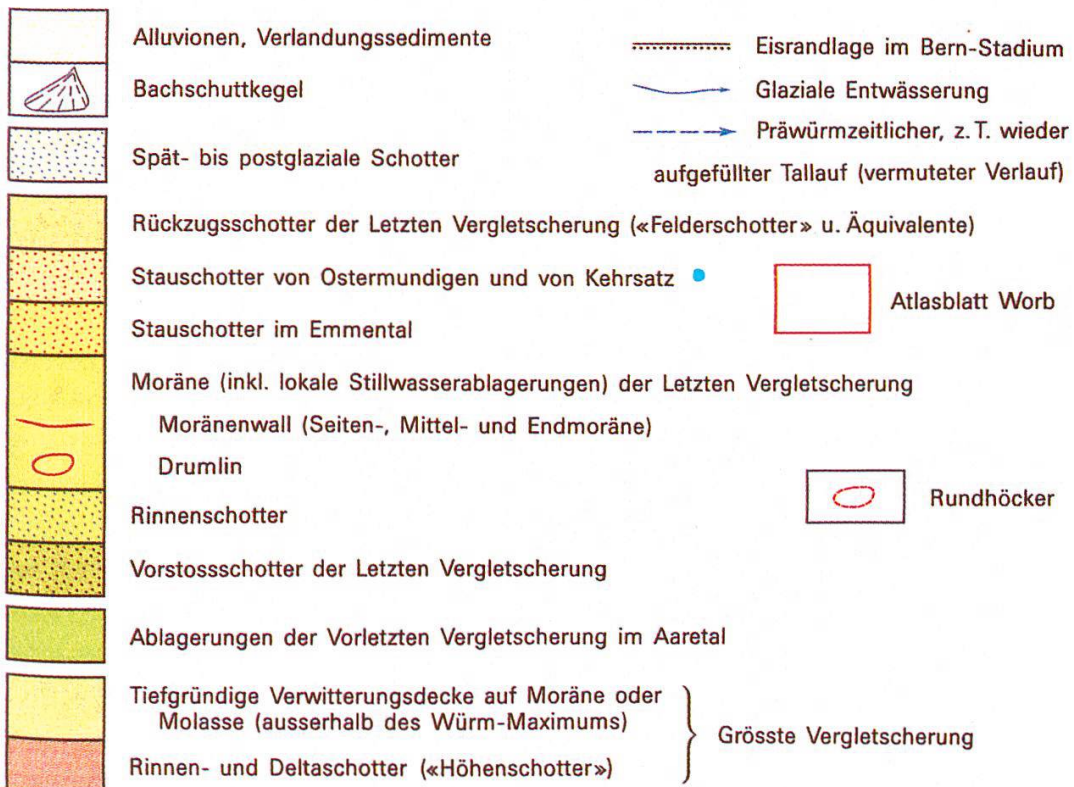 Alluvionen, Verlandungssedimente
Bachschuttkegel
Spät- bis postglaziale Schotter
Eisrandlage im Bern-Stadium
Glaziale Entwässerung
Präwürmzeitlicher, z.T. wieder
aufgefüllter Tallauf (vermuteter Verlauf)
Rückzugsschotter der Letzten Vergletscherung («Felderschotter» u. Äquivalente)
Stauschotter von Ostermundigen und von Kehrsatz
Stauschotter im Emmental
Atlasblatt Worb
Moräne (inkl. lokale Stillwasserablagerungen) der Letzten Vergletscherung
Moränenwall (Seiten-, Mittel- und Endmoräne)
Drumlin
Rundhöcker
Rinnenschotter
Vorstossschotter der Letzten Vergletscherung
Ablagerungen der Vorletzten Vergletscherung im Aaretal
Tiefgründige Verwitterungsdecke auf Moräne oder
Molasse (ausserhalb des Würm-Maximums)
Rinnen- und Deltaschotter («Höhenschotter»)
Grösste Vergletscherung